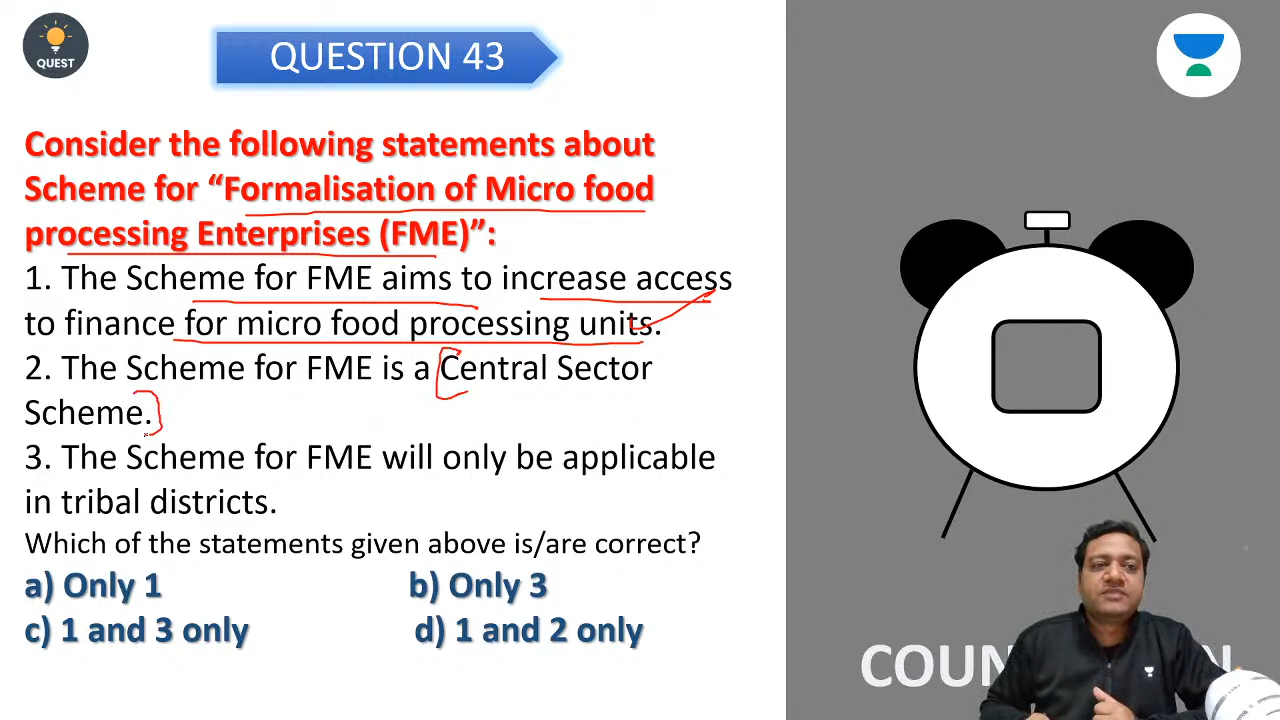 QUEST
QUESTION 43
Consider the following statements about
Scheme for “Formalisation of Micro food
processing Enterprises (FME)”:
1. The Scheme for FME aims to increase access
to finance for micro food processing units.
2. The Scheme for FME is a Central Sector
Scheme.
3. The Scheme for FME will only be applicable
in tribal districts.
Which of the statements given above is/are correct?
a) Only 1 b) Only 3
c) 1 and 3 only d) 1 and 2 only